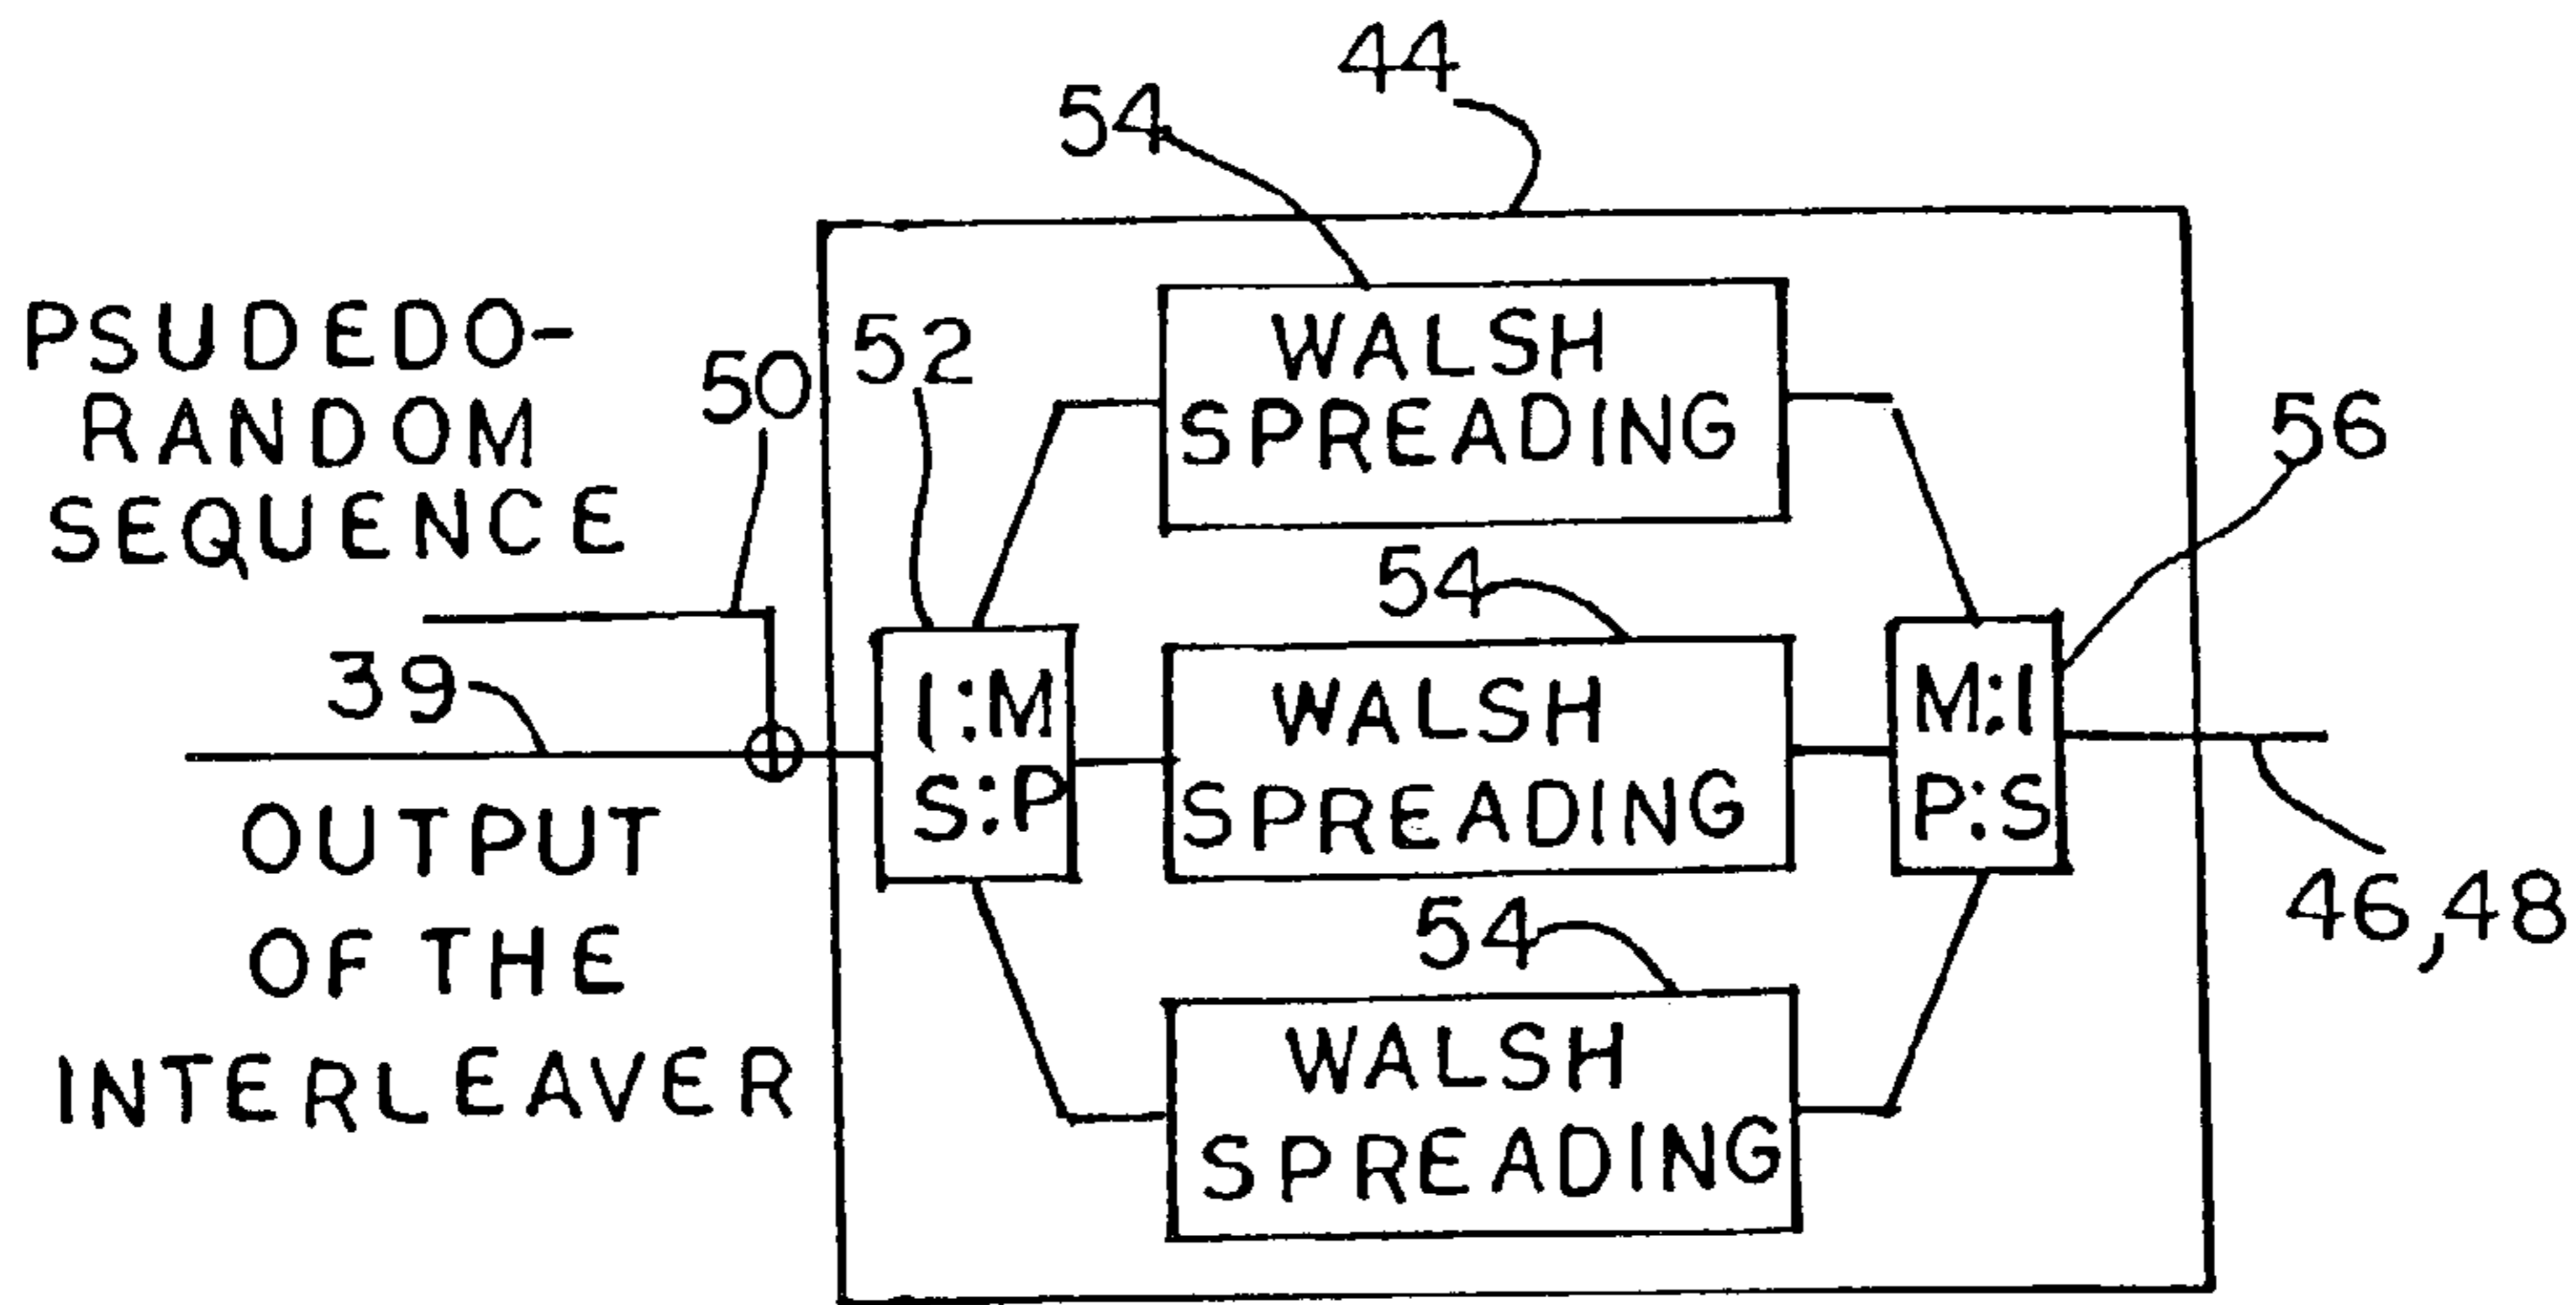 44
54
PSUDEDO-
RANDOM
SEQUENCE
50
52
WALSH
SPREADING
56
39
54
1:M
S:P
WALSH
SPREADING
M:1
P:S
OUTPUT
OF THE
INTERLEAVER
54
WALSH
SPREADING
46,48